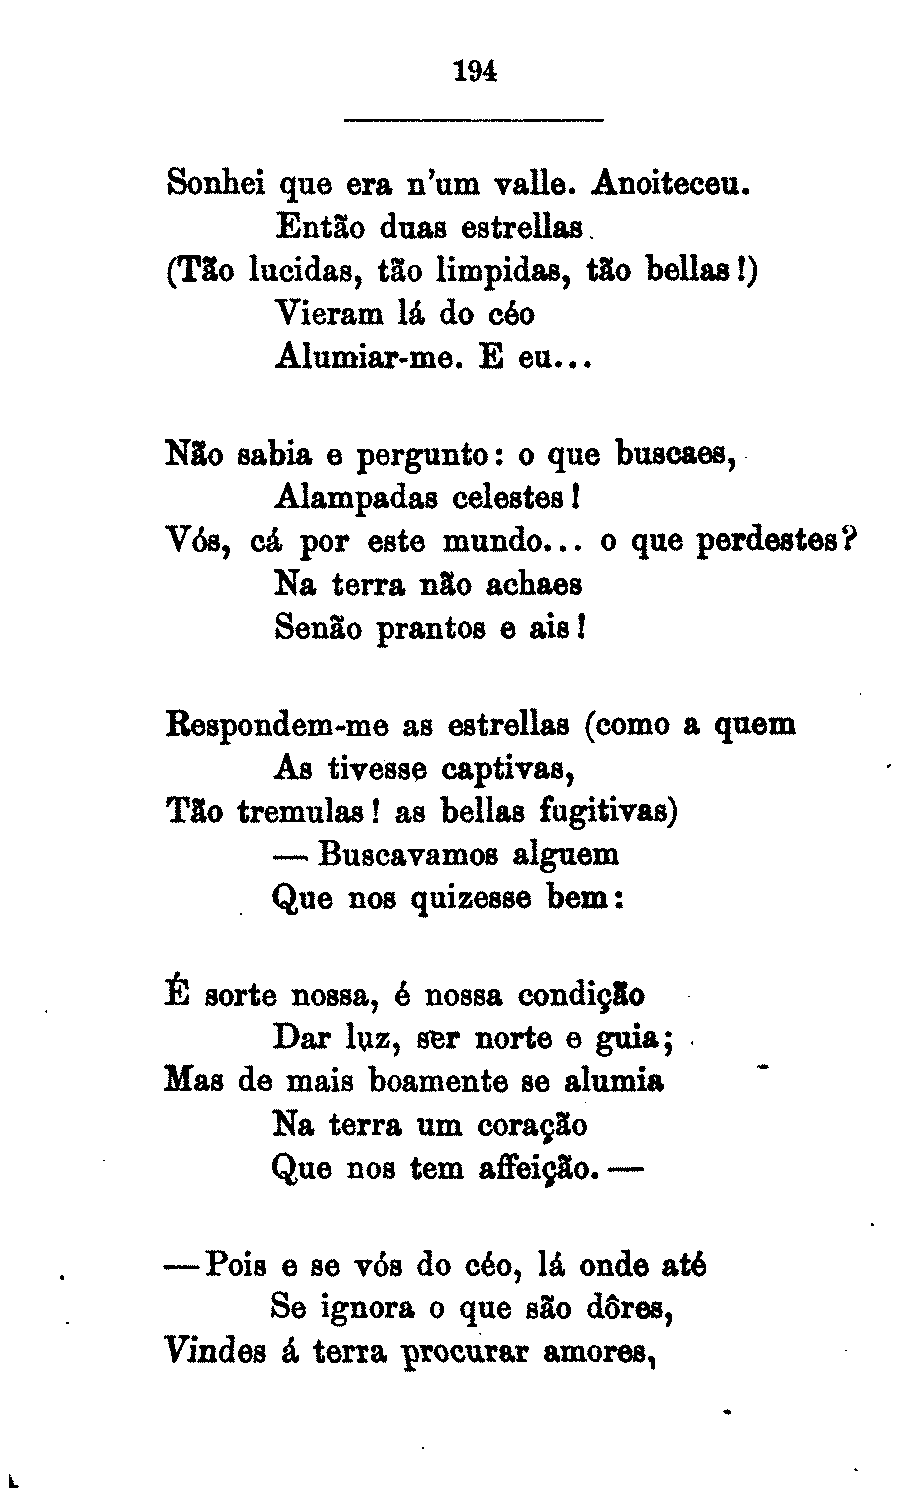 194
Sonhei que era n'um valle. Anoiteceu.
Então duas estrellas.
(Tão lucidas, tão limpidas, tão bellas!)
Vieram lá do céo
Alumiar-me. E eu...
Não sabia e pergunto: o que buscaes,
Alampadas celestes!
Vós, cá por este mundo... o que perdestes?
Na terra não achaes
Senão prantos e ais!
Respondem-me as estrellas (como a quem
As tivesse captivas,
Tão tremulas! as bellas fugitivas)
— Buscavamos alguem
Que nos quizesse bem:
É sorte nossa, é nossa condição
Dar luz, ser norte e guia;
Mas de mais boamente se alumia
Na terra um coração
Que nos tem affeição. —
— Pois e se vós do céo, lá onde até
Se ignora o que são dôres,
Vindes á terra procurar amores,